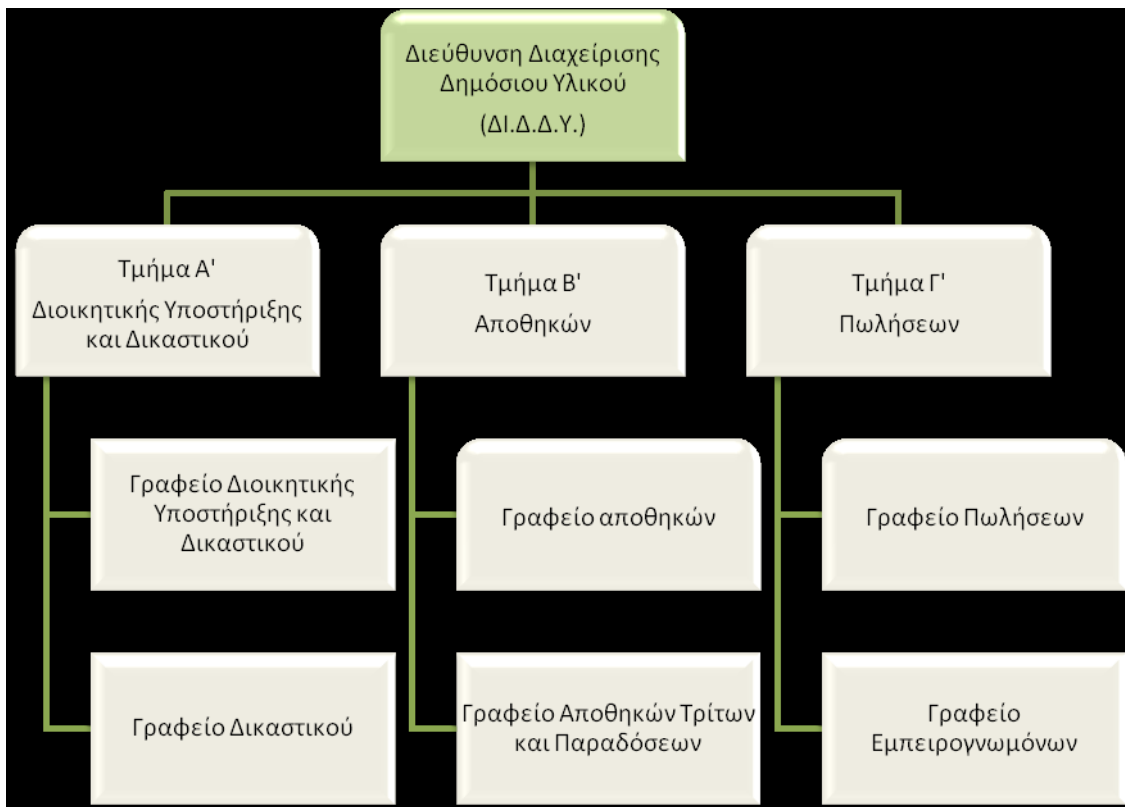 Διεύθυνση Διαχείρισης
Δημόσιου Υλικού
(ΔΙ.Δ.Δ.Υ.)
Τμήμα Α'
Διοικητικής Υποστήριξης
και Δικαστικού
Τμήμα Β'
Αποθηκών
Τμήμα Γ'
Πωλήσεων
Γραφείο Διοικητικής
Υποστήριξης και
Δικαστικού
Γραφείο αποθηκών
Γραφείο Πωλήσεων
Γραφείο Δικαστικού
Γραφείο Αποθηκών Τρίτων
και Παραδόσεων
Γραφείο
Εμπειρογνωμόνων